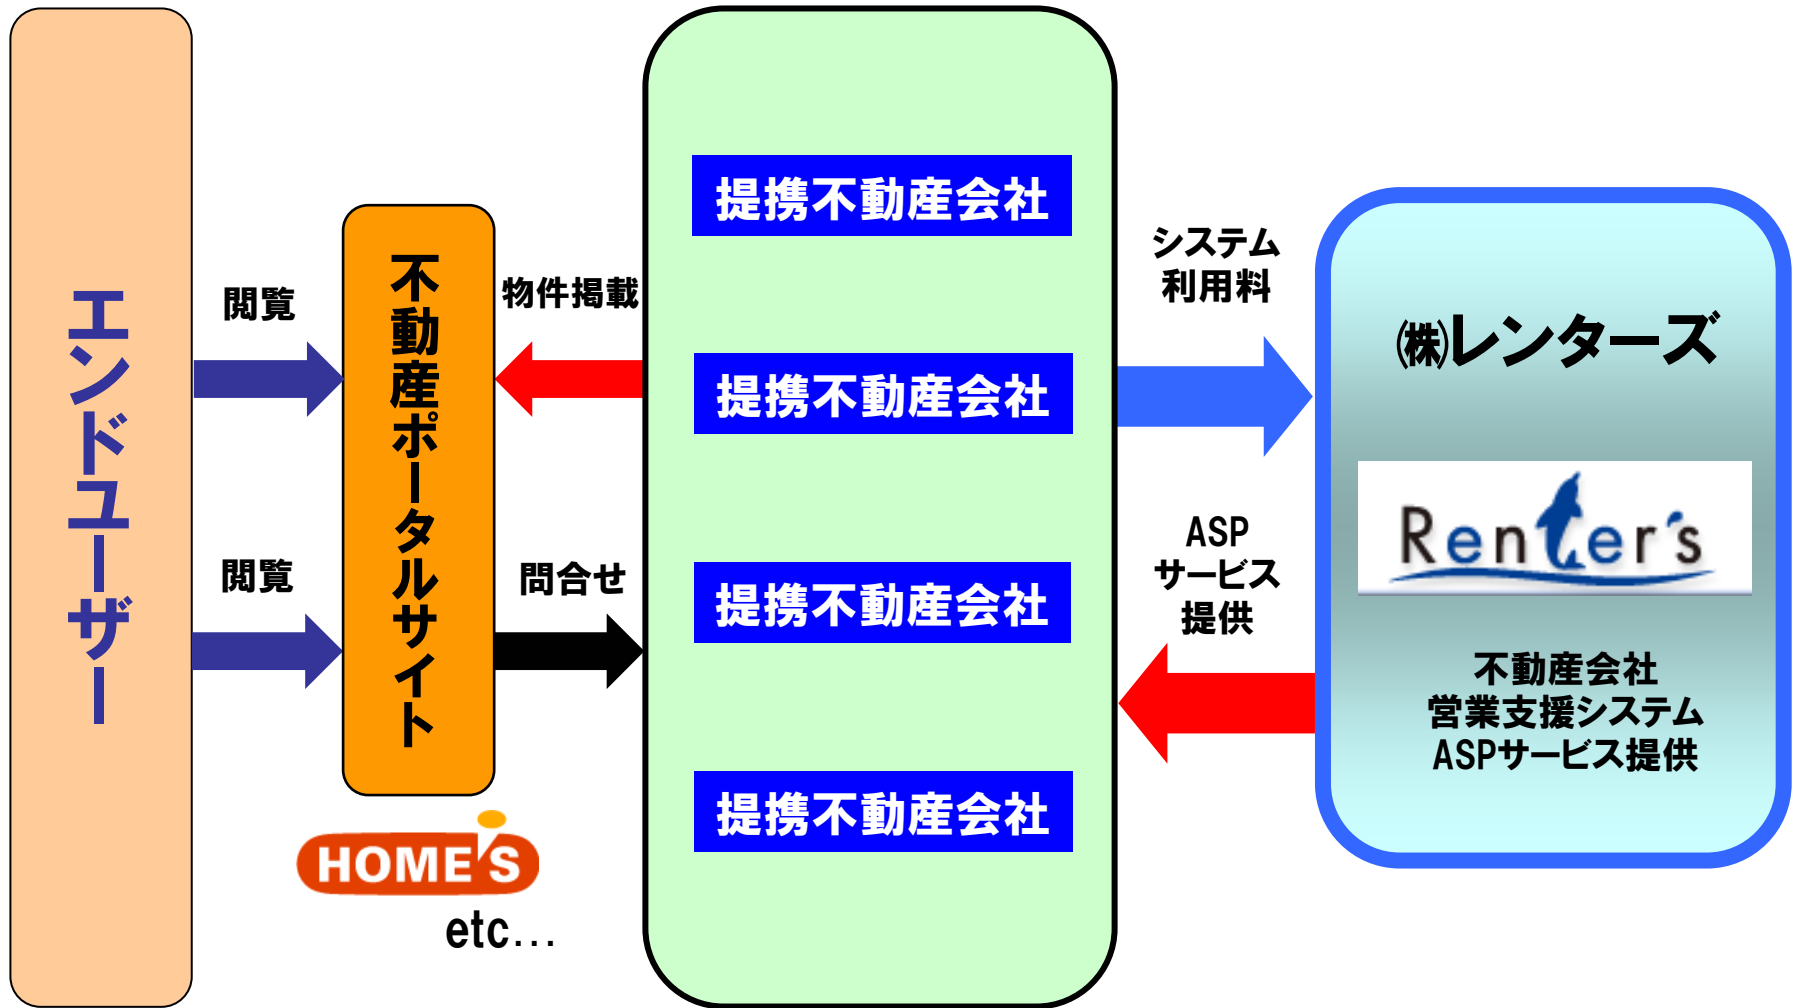 エンドユーザー
閲覧
閲覧
不動産ポータルサイト
HOME'S
etc…
物件掲載
問合せ
提携不動産会社
提携不動産会社
提携不動産会社
提携不動産会社
システム
利用料
ASP
サービス
提供
㈱レンターズ
Renter's
不動産会社
営業支援システム
ASPサービス提供